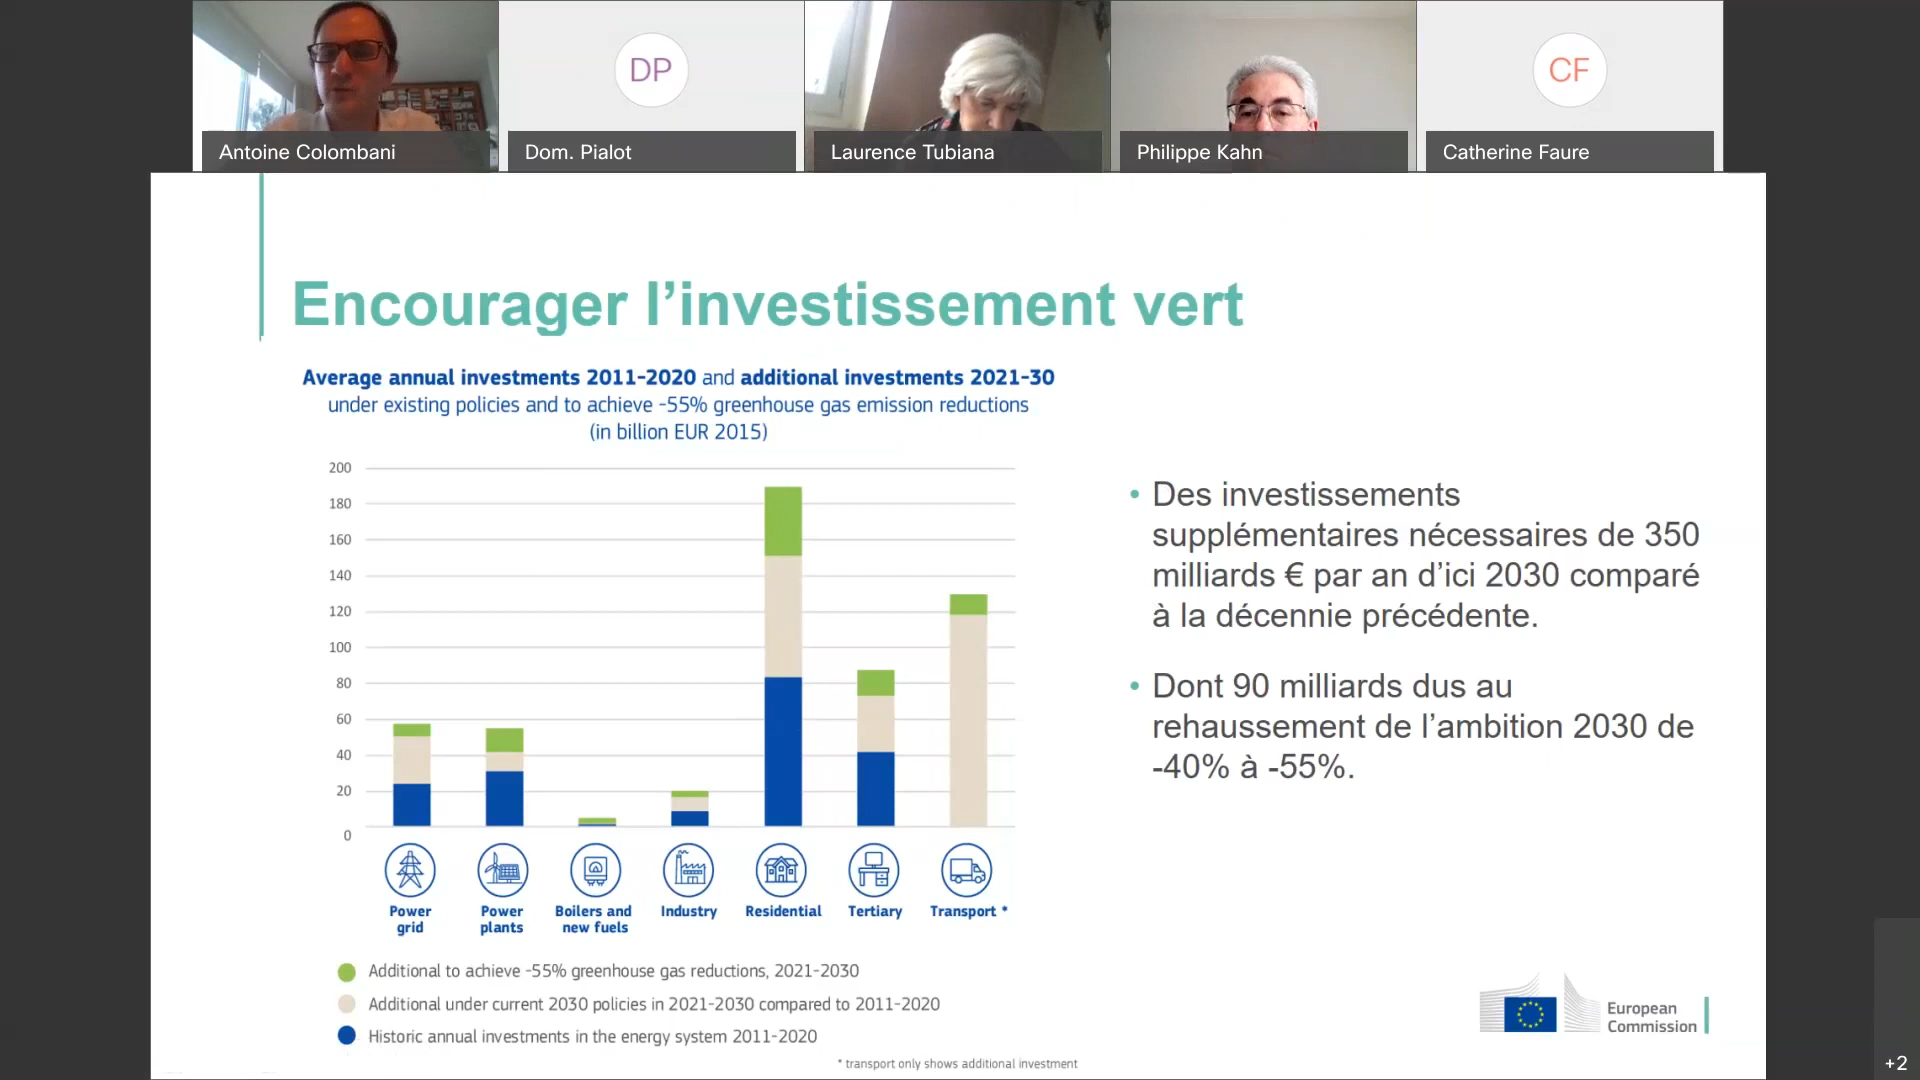 Antoine Colombani
DP
Dom. Pialot
Laurence Tubiana
Philippe Kahn
CF
Catherine Faure
Encourager l’investissement vert
Average annual investments 2011-2020 and additional investments 2021-30
under existing policies and to achieve -55% greenhouse gas emission reductions
(in billion EUR 2015)
200
180
160
140
120
100
80
60
40
20
0
Power
grid
Power
plants
Boilers and
new fuels
Industry
Residential
Tertiary
Transport *
Additional to achieve -55% greenhouse gas reductions, 2021-2030
Additional under current 2030 policies in 2021-2030 compared to 2011-2020
Historic annual investments in the energy system 2011-2020
* transport only shows additional investment
• Des investissements
supplémentaires nécessaires de 350
milliards € par an d’ici 2030 comparé
à la décennie précédente.
• Dont 90 milliards dus au
rehaussement de l’ambition 2030 de
-40% à -55%.
European
Commission
+2